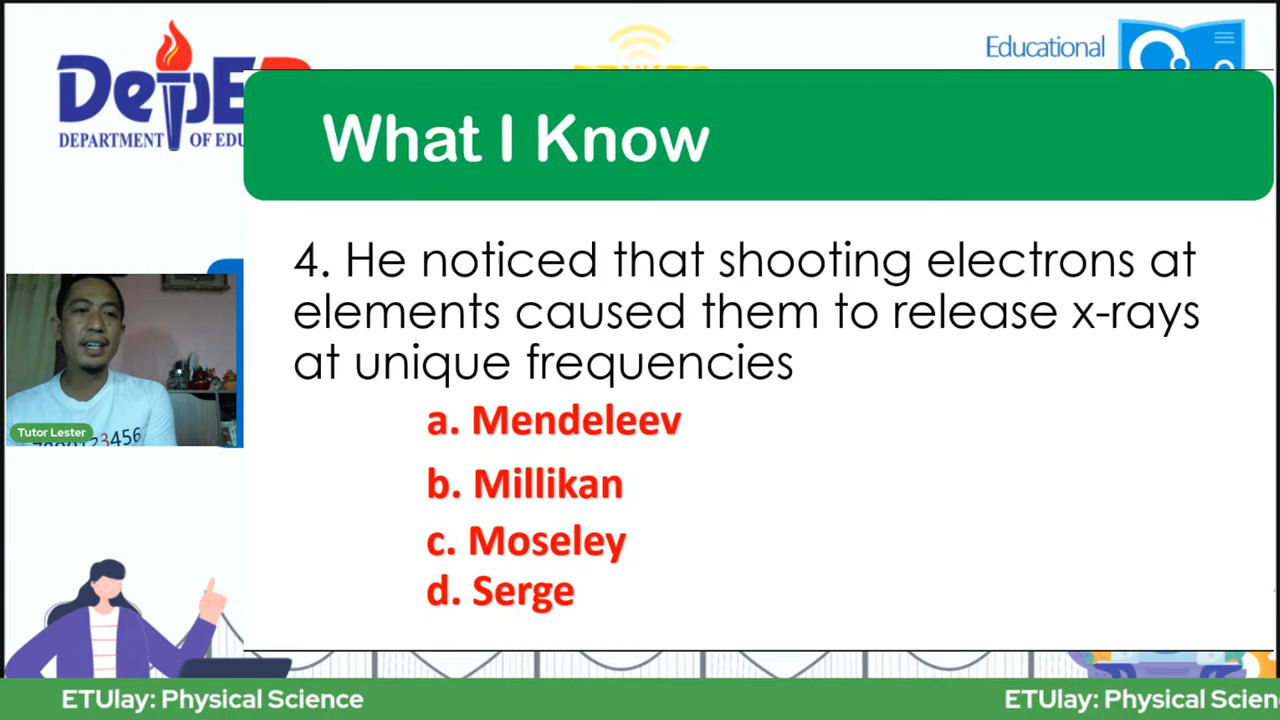 DepED
DEPARTMENT OF EDU
Educational
What I Know
4. He noticed that shooting electrons at
elements caused them to release x-rays
at unique frequencies
a. Mendeleev
b. Millikan
c. Moseley
d. Serge
Tutor Lester
123456
ETUlay: Physical Science
ETUlay: Physical Scien